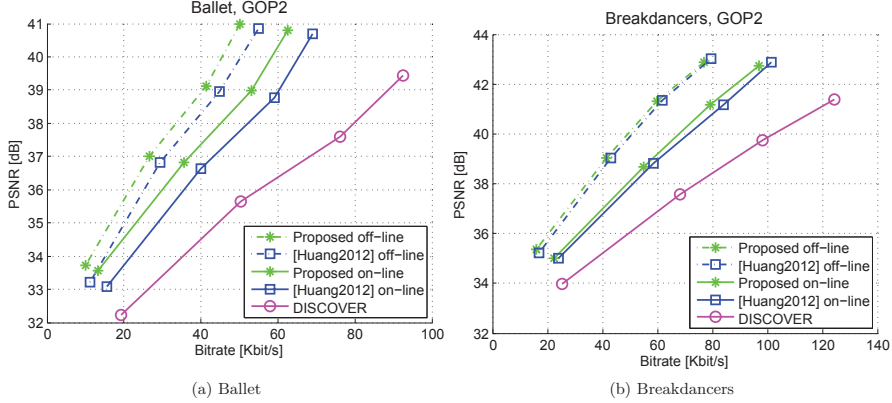 Ballet, GOP2
41
40
39
38
37
36
35
34
33
32
PSNR [dB]
0
20
40
60
80
100
Bitrate [Kbit/s]
Proposed off−line
[Huang2012] off−line
Proposed on−line
[Huang2012] on−line
DISCOVER
(a) Ballet
Breakdancers, GOP2
44
42
40
38
36
34
32
PSNR [dB]
0
20
40
60
80
100
120
140
Bitrate [Kbit/s]
Proposed off−line
[Huang2012] off−line
Proposed on−line
[Huang2012] on−line
DISCOVER
(b) Breakdancers